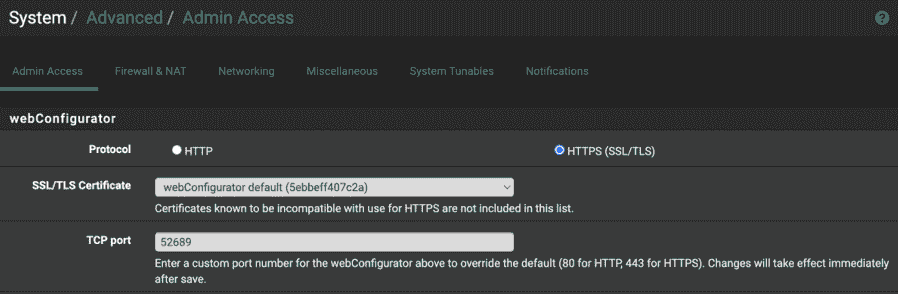 System / Advanced / Admin Access ?
Admin Access Firewall & NAT Networking Miscellaneous System Tunables Notifications
webConfigurator
Protocol HTTP HTTPS (SSL/TLS)
SSL/TLS Certificate webConfigurator default (5ebbeff407c2a)
Certificates known to be incompatible with use for HTTPS are not included in this list.
TCP port 52689
Enter a custom port number for the webConfigurator above to override the default (80 for HTTP, 443 for HTTPS). Changes will take effect immediately
after save.